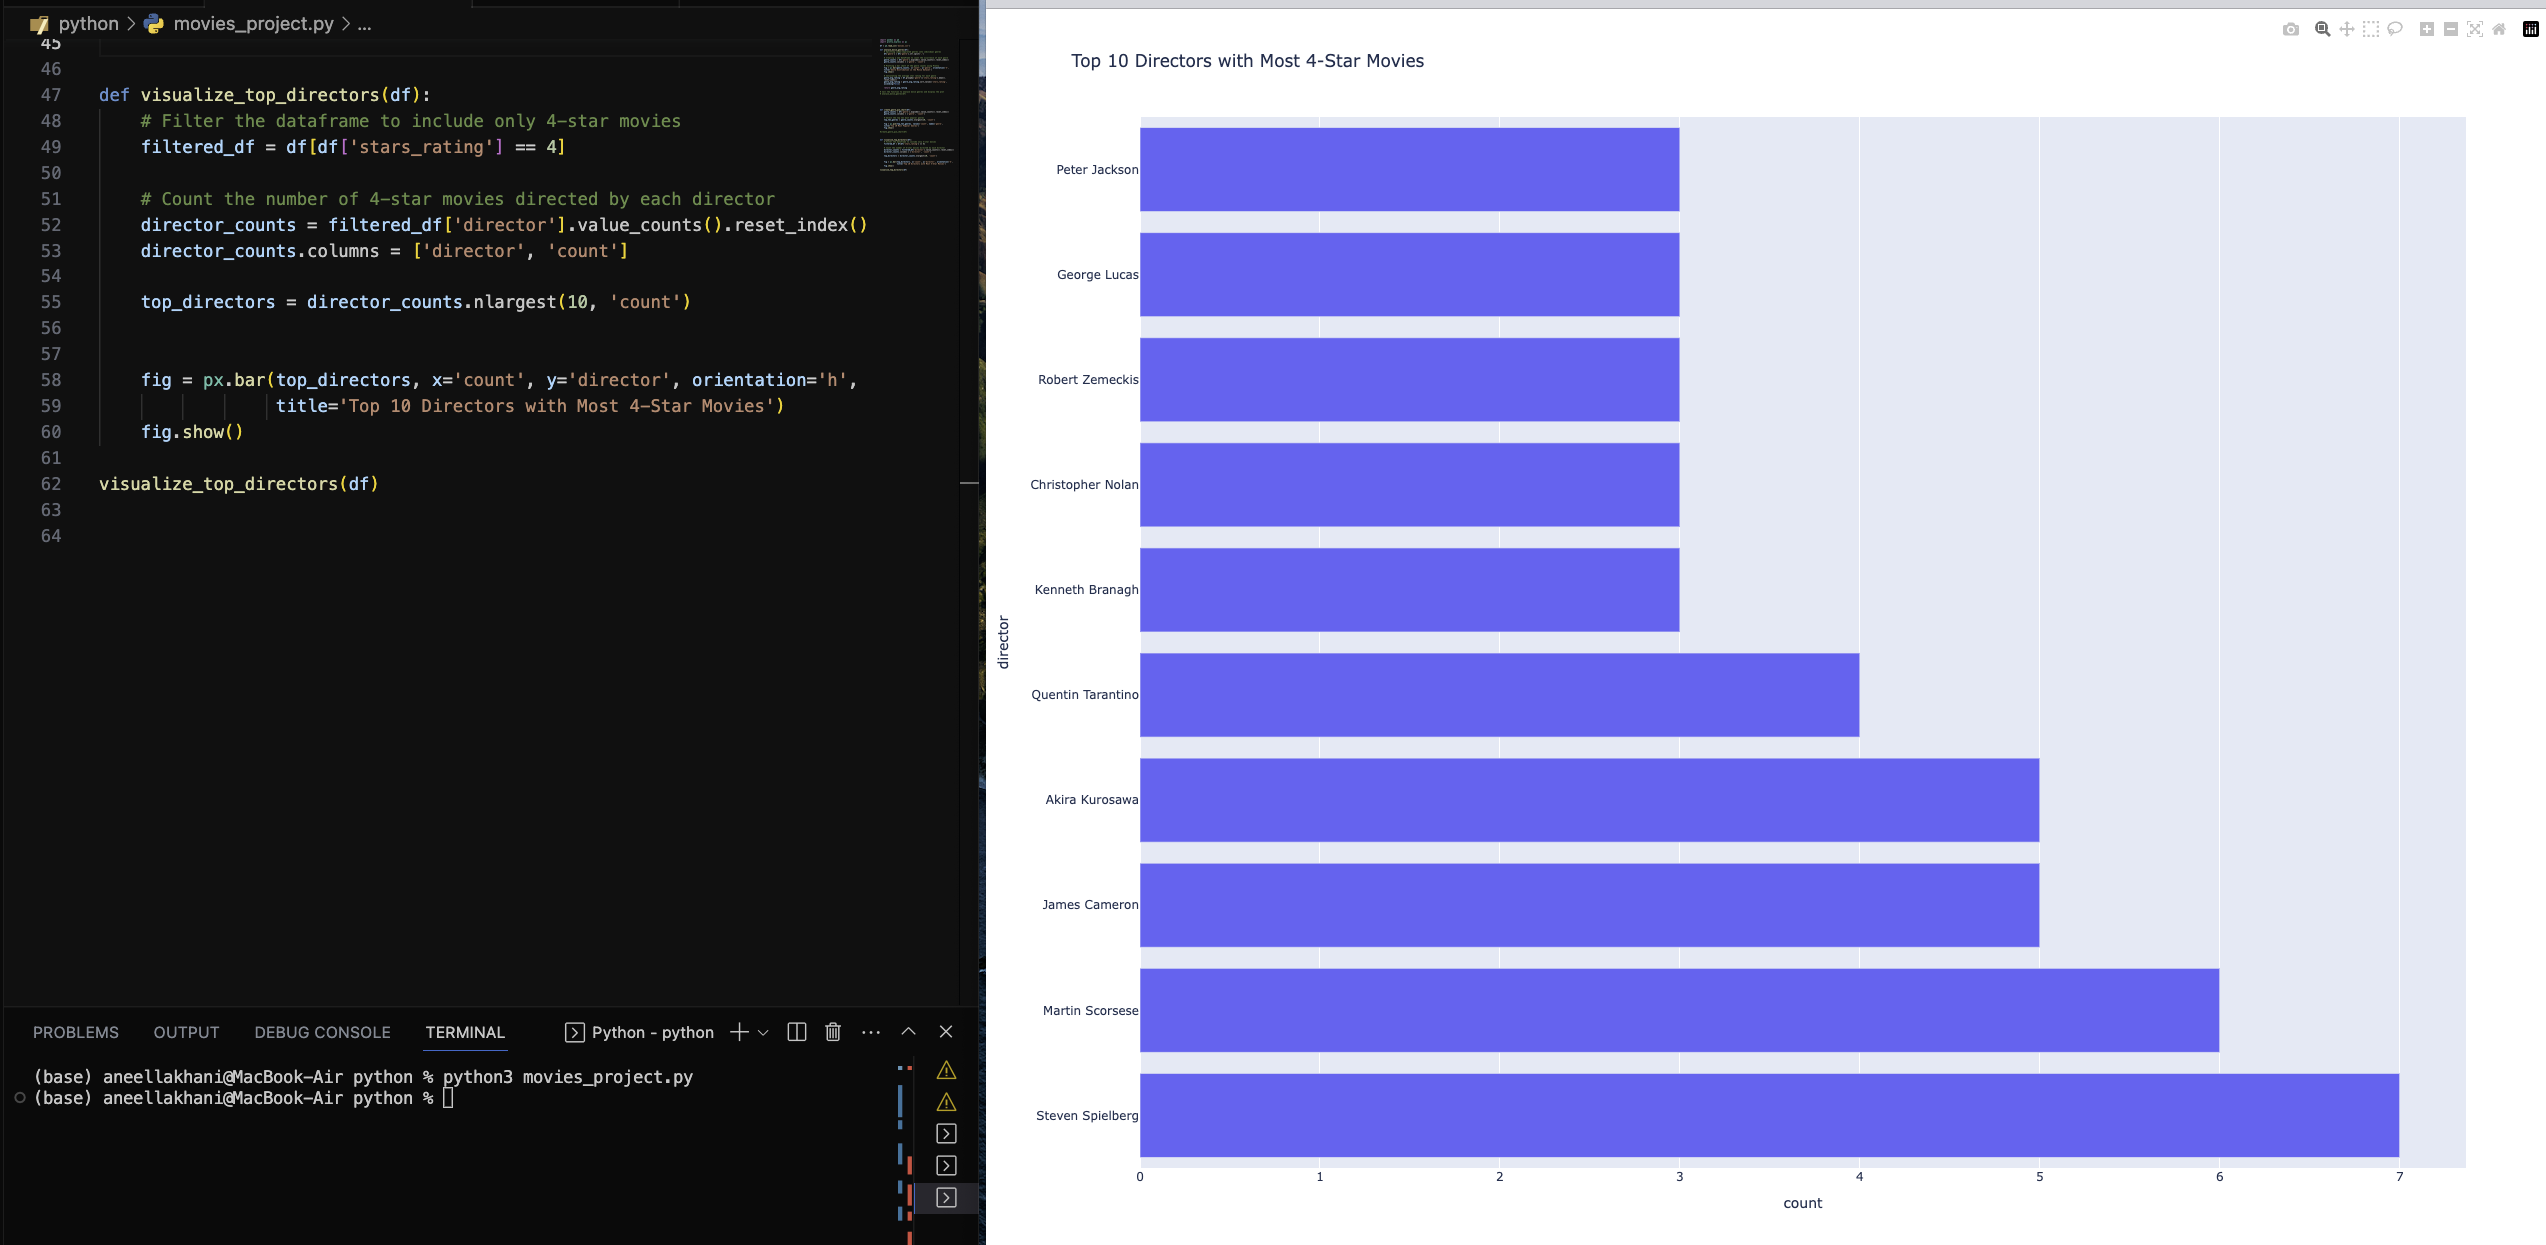 python > movies_project.py > ...
45
46
47 def visualize_top_directors(df):
48 # Filter the dataframe to include only 4-star movies
49 filtered_df = df[df['stars_rating'] == 4]
50
51 # Count the number of 4-star movies directed by each director
52 director_counts = filtered_df['director'].value_counts().reset_index()
53 director_counts.columns = ['director', 'count']
54
55 top_directors = director_counts.nlargest(10, 'count')
56
57
58 fig = px.bar(top_directors, x='count', y='director', orientation='h',
59 title='Top 10 Directors with Most 4-Star Movies')
60 fig.show()
61
62 visualize_top_directors(df)
63
64
PROBLEMS OUTPUT DEBUG CONSOLE TERMINAL Python - python
(base) aneellakhani@MacBook-Air python % python3 movies_project.py
(base) aneellakhani@MacBook-Air python %
Top 10 Directors with Most 4-Star Movies
Peter Jackson
George Lucas
Robert Zemeckis
Christopher Nolan
Kenneth Branagh
director
Quentin Tarantino
Akira Kurosawa
James Cameron
Martin Scorsese
Steven Spielberg
0 1 2 3 4 5 6 7
count